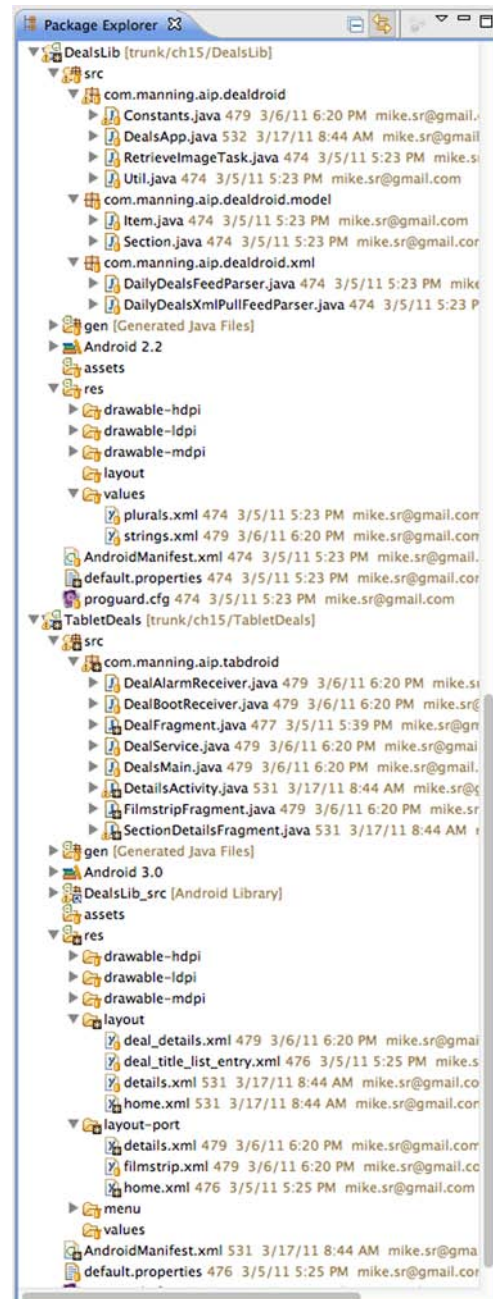 Package Explorer
DealsLib [trunk/ch15/DealsLib]
src
com.manning.aip.dealdroid
Constants.java 479 3/6/11 6:20 PM mike.sr@gmail.
DealsApp.java 532 3/17/11 8:44 AM mike.sr@gmail
RetrieveImageTask.java 474 3/5/11 5:23 PM mike.s
Util.java 474 3/5/11 5:23 PM mike.sr@gmail.com
com.manning.aip.dealdroid.model
Item.java 474 3/5/11 5:23 PM mike.sr@gmail.com
Section.java 474 3/5/11 5:23 PM mike.sr@gmail.com
com.manning.aip.dealdroid.xml
DailyDealsFeedParser.java 474 3/5/11 5:23 PM mike
DailyDealsXmlPullFeedParser.java 474 3/5/11 5:23 P
gen [Generated Java Files]
Android 2.2
assets
res
drawable-hdpi
drawable-ldpi
drawable-mdpi
layout
values
plurals.xml 474 3/5/11 5:23 PM mike.sr@gmail.com
strings.xml 479 3/6/11 6:20 PM mike.sr@gmail.com
AndroidManifest.xml 474 3/5/11 5:23 PM mike.sr@gmail.
default.properties 474 3/5/11 5:23 PM mike.sr@gmail.com
proguard.cfg 474 3/5/11 5:23 PM mike.sr@gmail.com
TabletDeals [trunk/ch15/TabletDeals]
src
com.manning.aip.tabdroid
DealAlarmReceiver.java 479 3/6/11 6:20 PM mike.s
DealBootReceiver.java 479 3/6/11 6:20 PM mike.sr@
DealFragment.java 477 3/5/11 5:39 PM mike.sr@gm
DealService.java 479 3/6/11 6:20 PM mike.sr@gmai
DealsMain.java 479 3/6/11 6:20 PM mike.sr@gmail.
DetailsActivity.java 531 3/17/11 8:44 AM mike.sr@g
FilmstripFragment.java 479 3/6/11 6:20 PM mike.sr
SectionDetailsFragment.java 531 3/17/11 8:44 AM
gen [Generated Java Files]
Android 3.0
DealsLib_src [Android Library]
assets
res
drawable-hdpi
drawable-ldpi
drawable-mdpi
layout
deal_details.xml 479 3/6/11 6:20 PM mike.sr@gmai
deal_title_list_entry.xml 476 3/5/11 5:25 PM mike.s
details.xml 531 3/17/11 8:44 AM mike.sr@gmail.co
home.xml 531 3/17/11 8:44 AM mike.sr@gmail.com
layout-port
details.xml 479 3/6/11 6:20 PM mike.sr@gmail.com
filmstrip.xml 479 3/6/11 6:20 PM mike.sr@gmail.co
home.xml 476 3/5/11 5:25 PM mike.sr@gmail.com
menu
values
AndroidManifest.xml 531 3/17/11 8:44 AM mike.sr@gma
default.properties 476 3/5/11 5:25 PM mike.sr@gmail.com